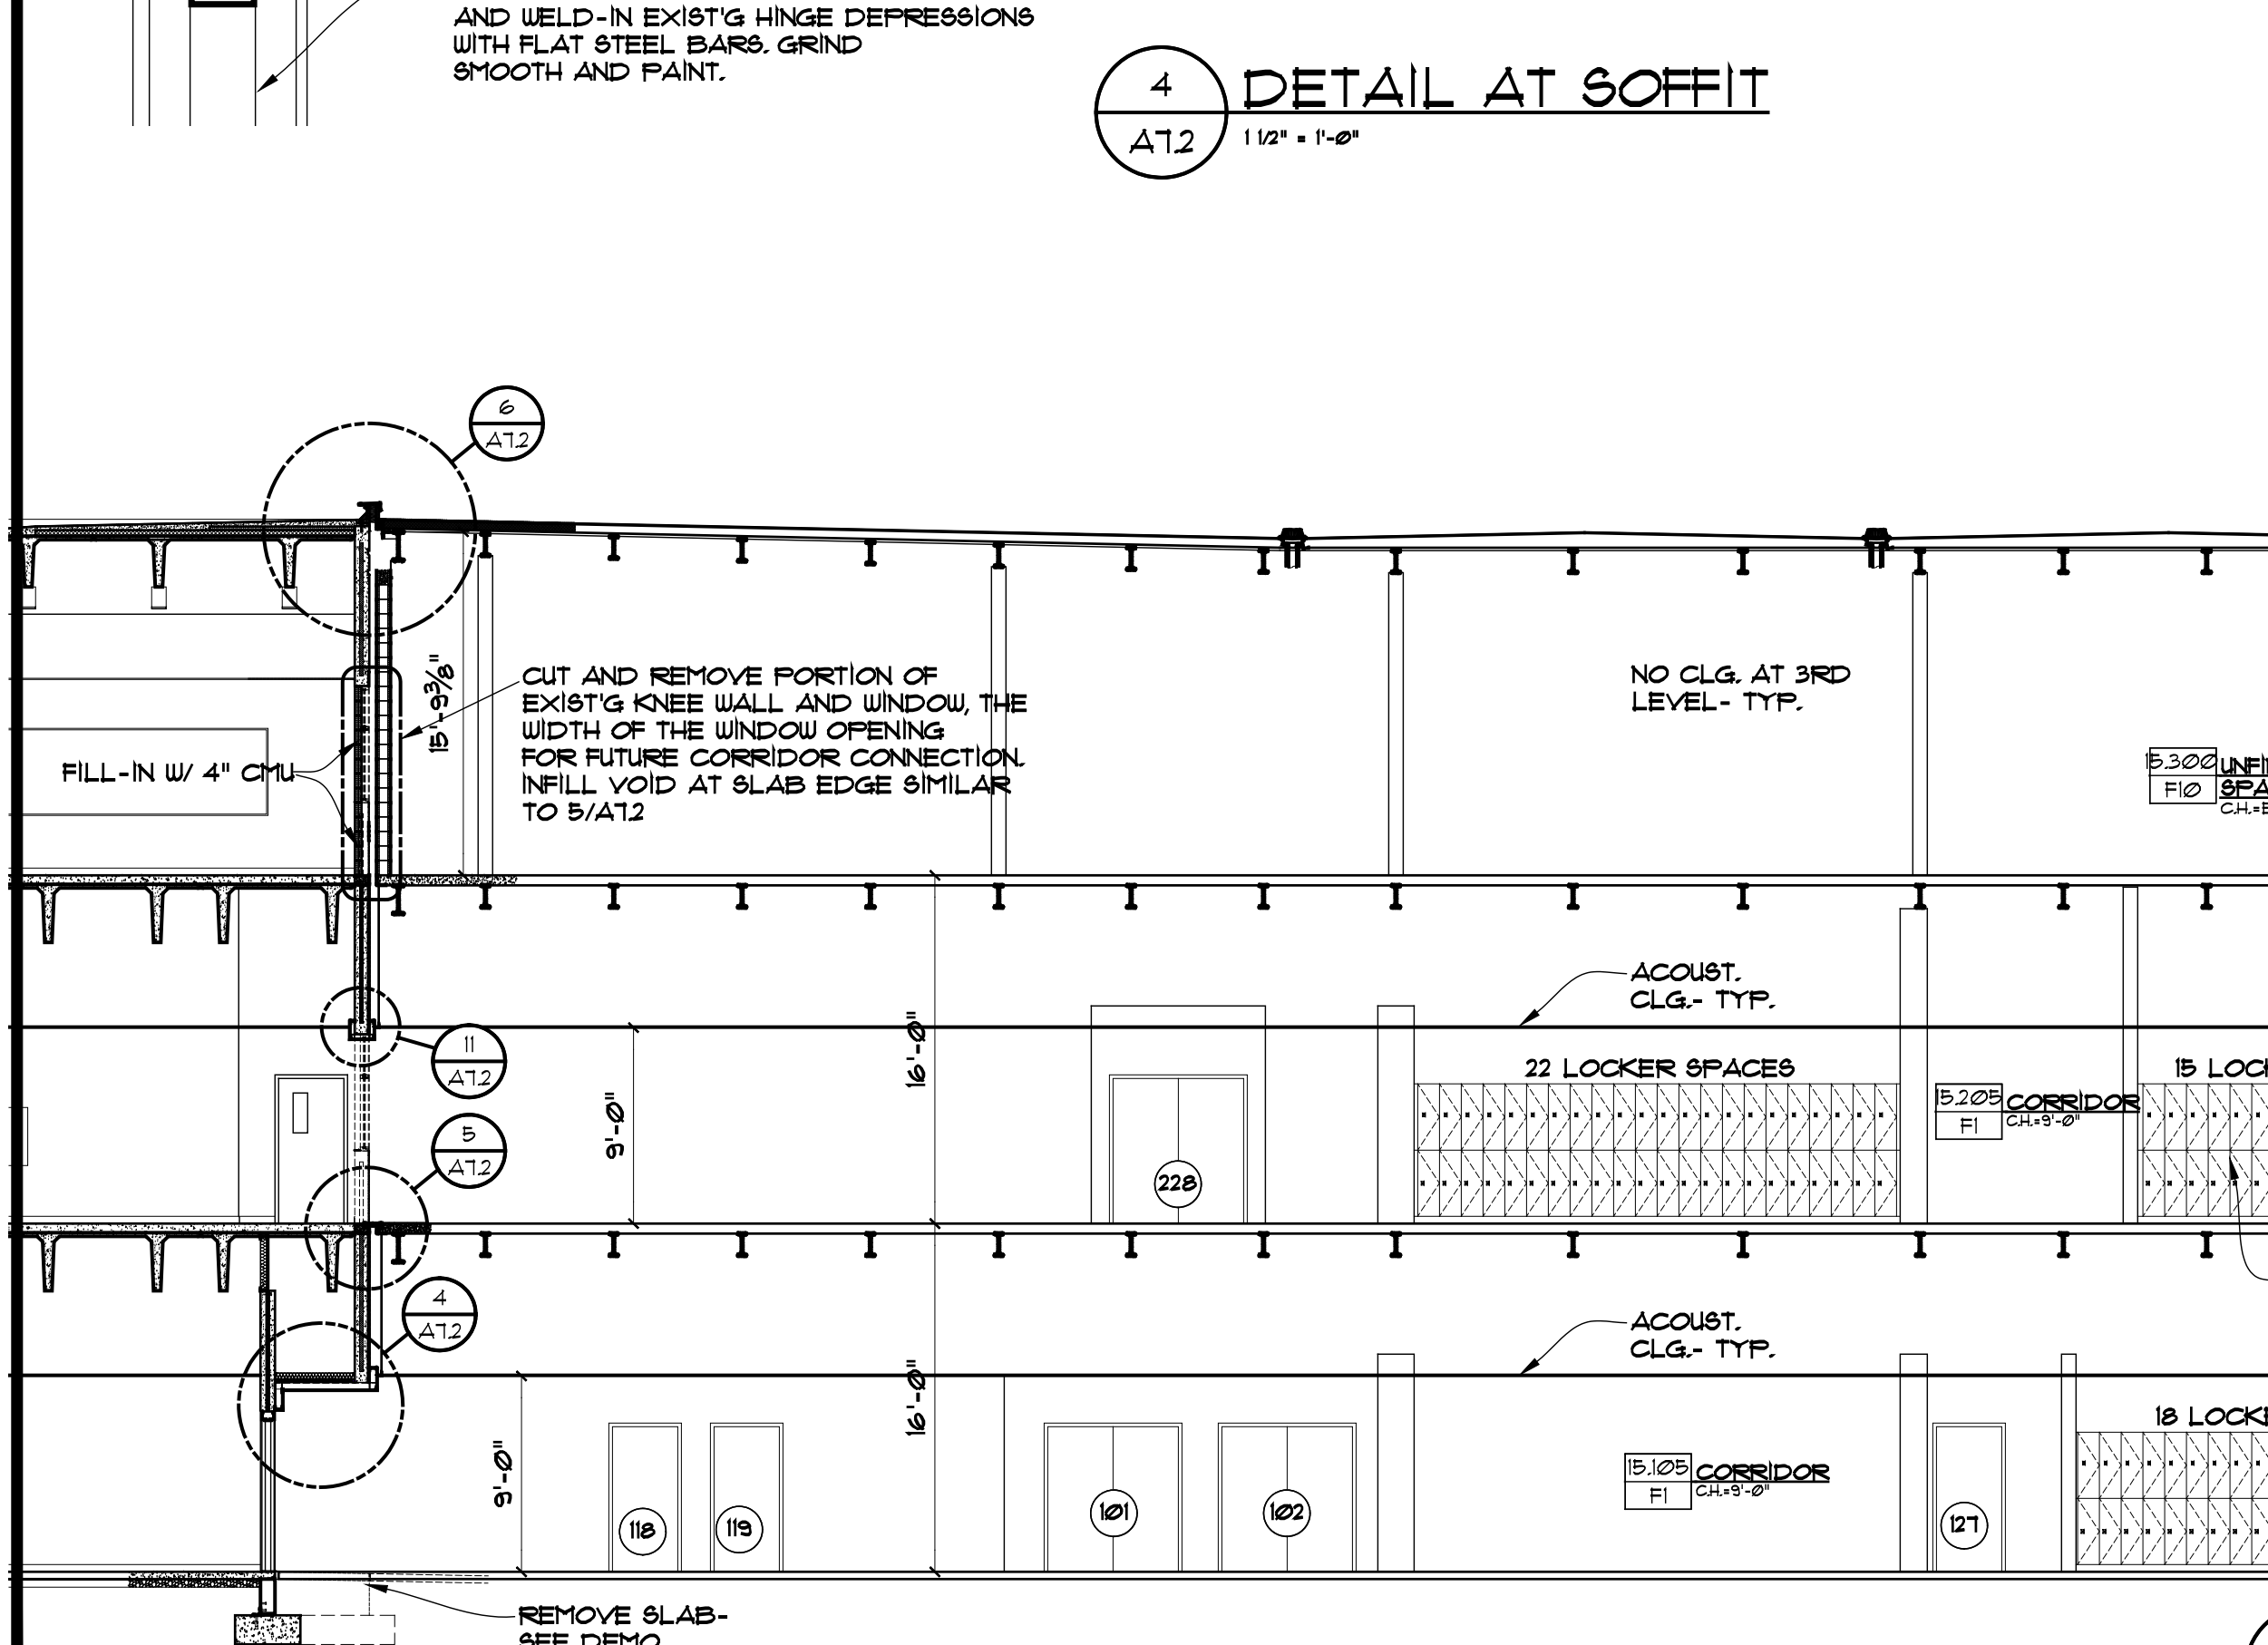 AND WELD-IN EXIST'G HINGE DEPRESSIONS
WITH FLAT STEEL BARS. GRIND
SMOOTH AND PAINT.
4
A7.2
DETAIL AT SOFFIT
1 1/2" = 1'-0"
6
A7.2
15'-9 3/8"
CUT AND REMOVE PORTION OF
EXIST'G KNEE WALL AND WINDOW, THE
WIDTH OF THE WINDOW OPENING
FOR FUTURE CORRIDOR CONNECTION.
INFILL VOID AT SLAB EDGE SIMILAR
TO 5/A7.2
FILL-IN W/ 4" CMU
NO CLG. AT 3RD
LEVEL- TYP.
15.300
F10
C.H.=
ACOUST.
CLG.- TYP.
11
A7.2
16'-0"
9'-0"
22 LOCKER SPACES
15
15.205
F1
CORRIDOR
C.H.=9'-0"
5
A7.2
228
4
A7.2
ACOUST.
CLG.- TYP.
16'-0"
9'-0"
18
15.105
F1
CORRIDOR
C.H.=9'-0"
118
119
101
102
127
REMOVE SLAB-
SEE DEMO